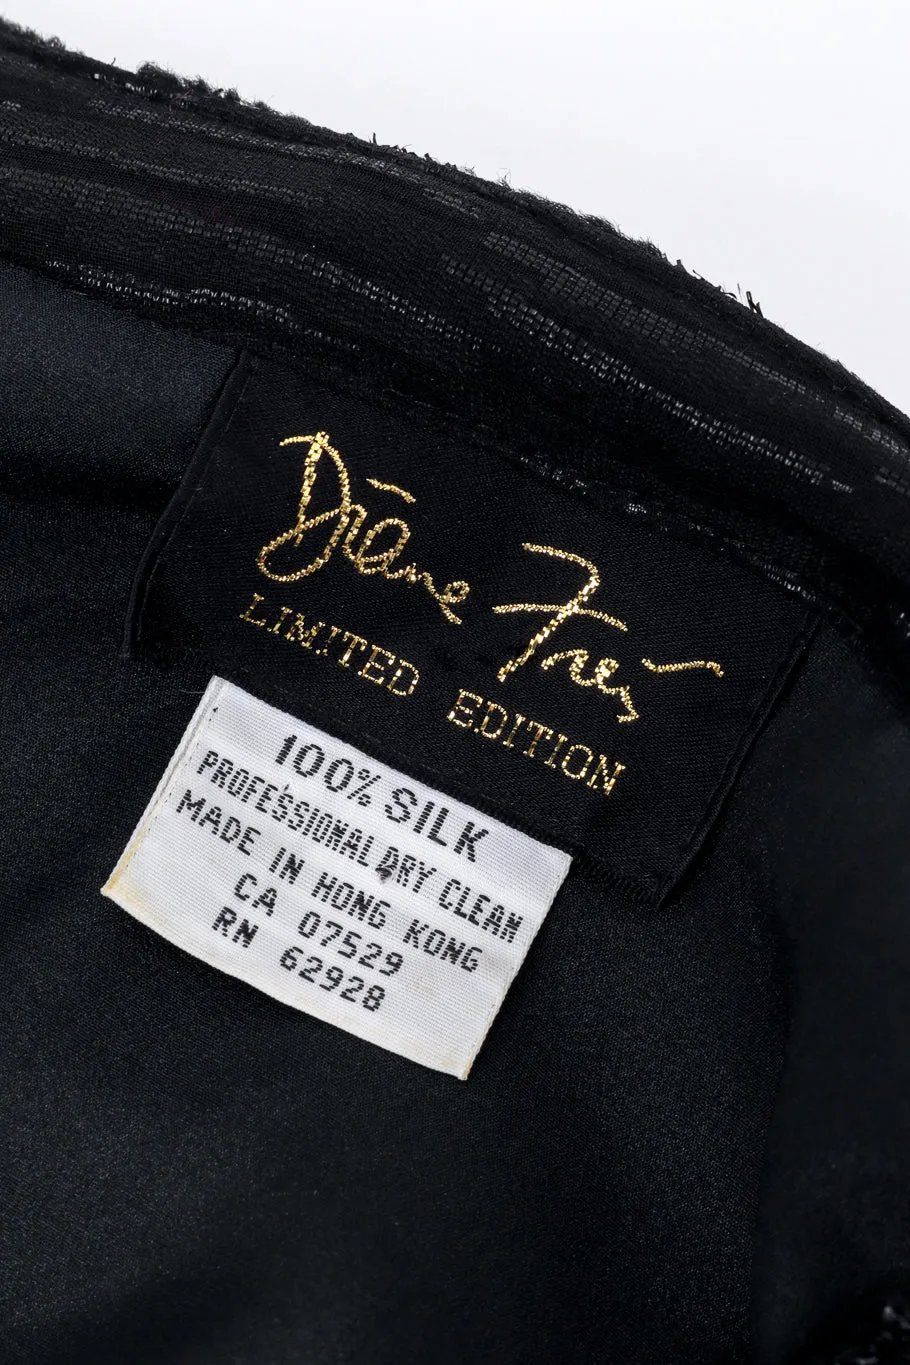 Diane Freis
LIMITED EDITION
100% SILK
PROFESSIONAL DRY CLEAN
MADE IN HONG KONG
CA 07529
RN 62928